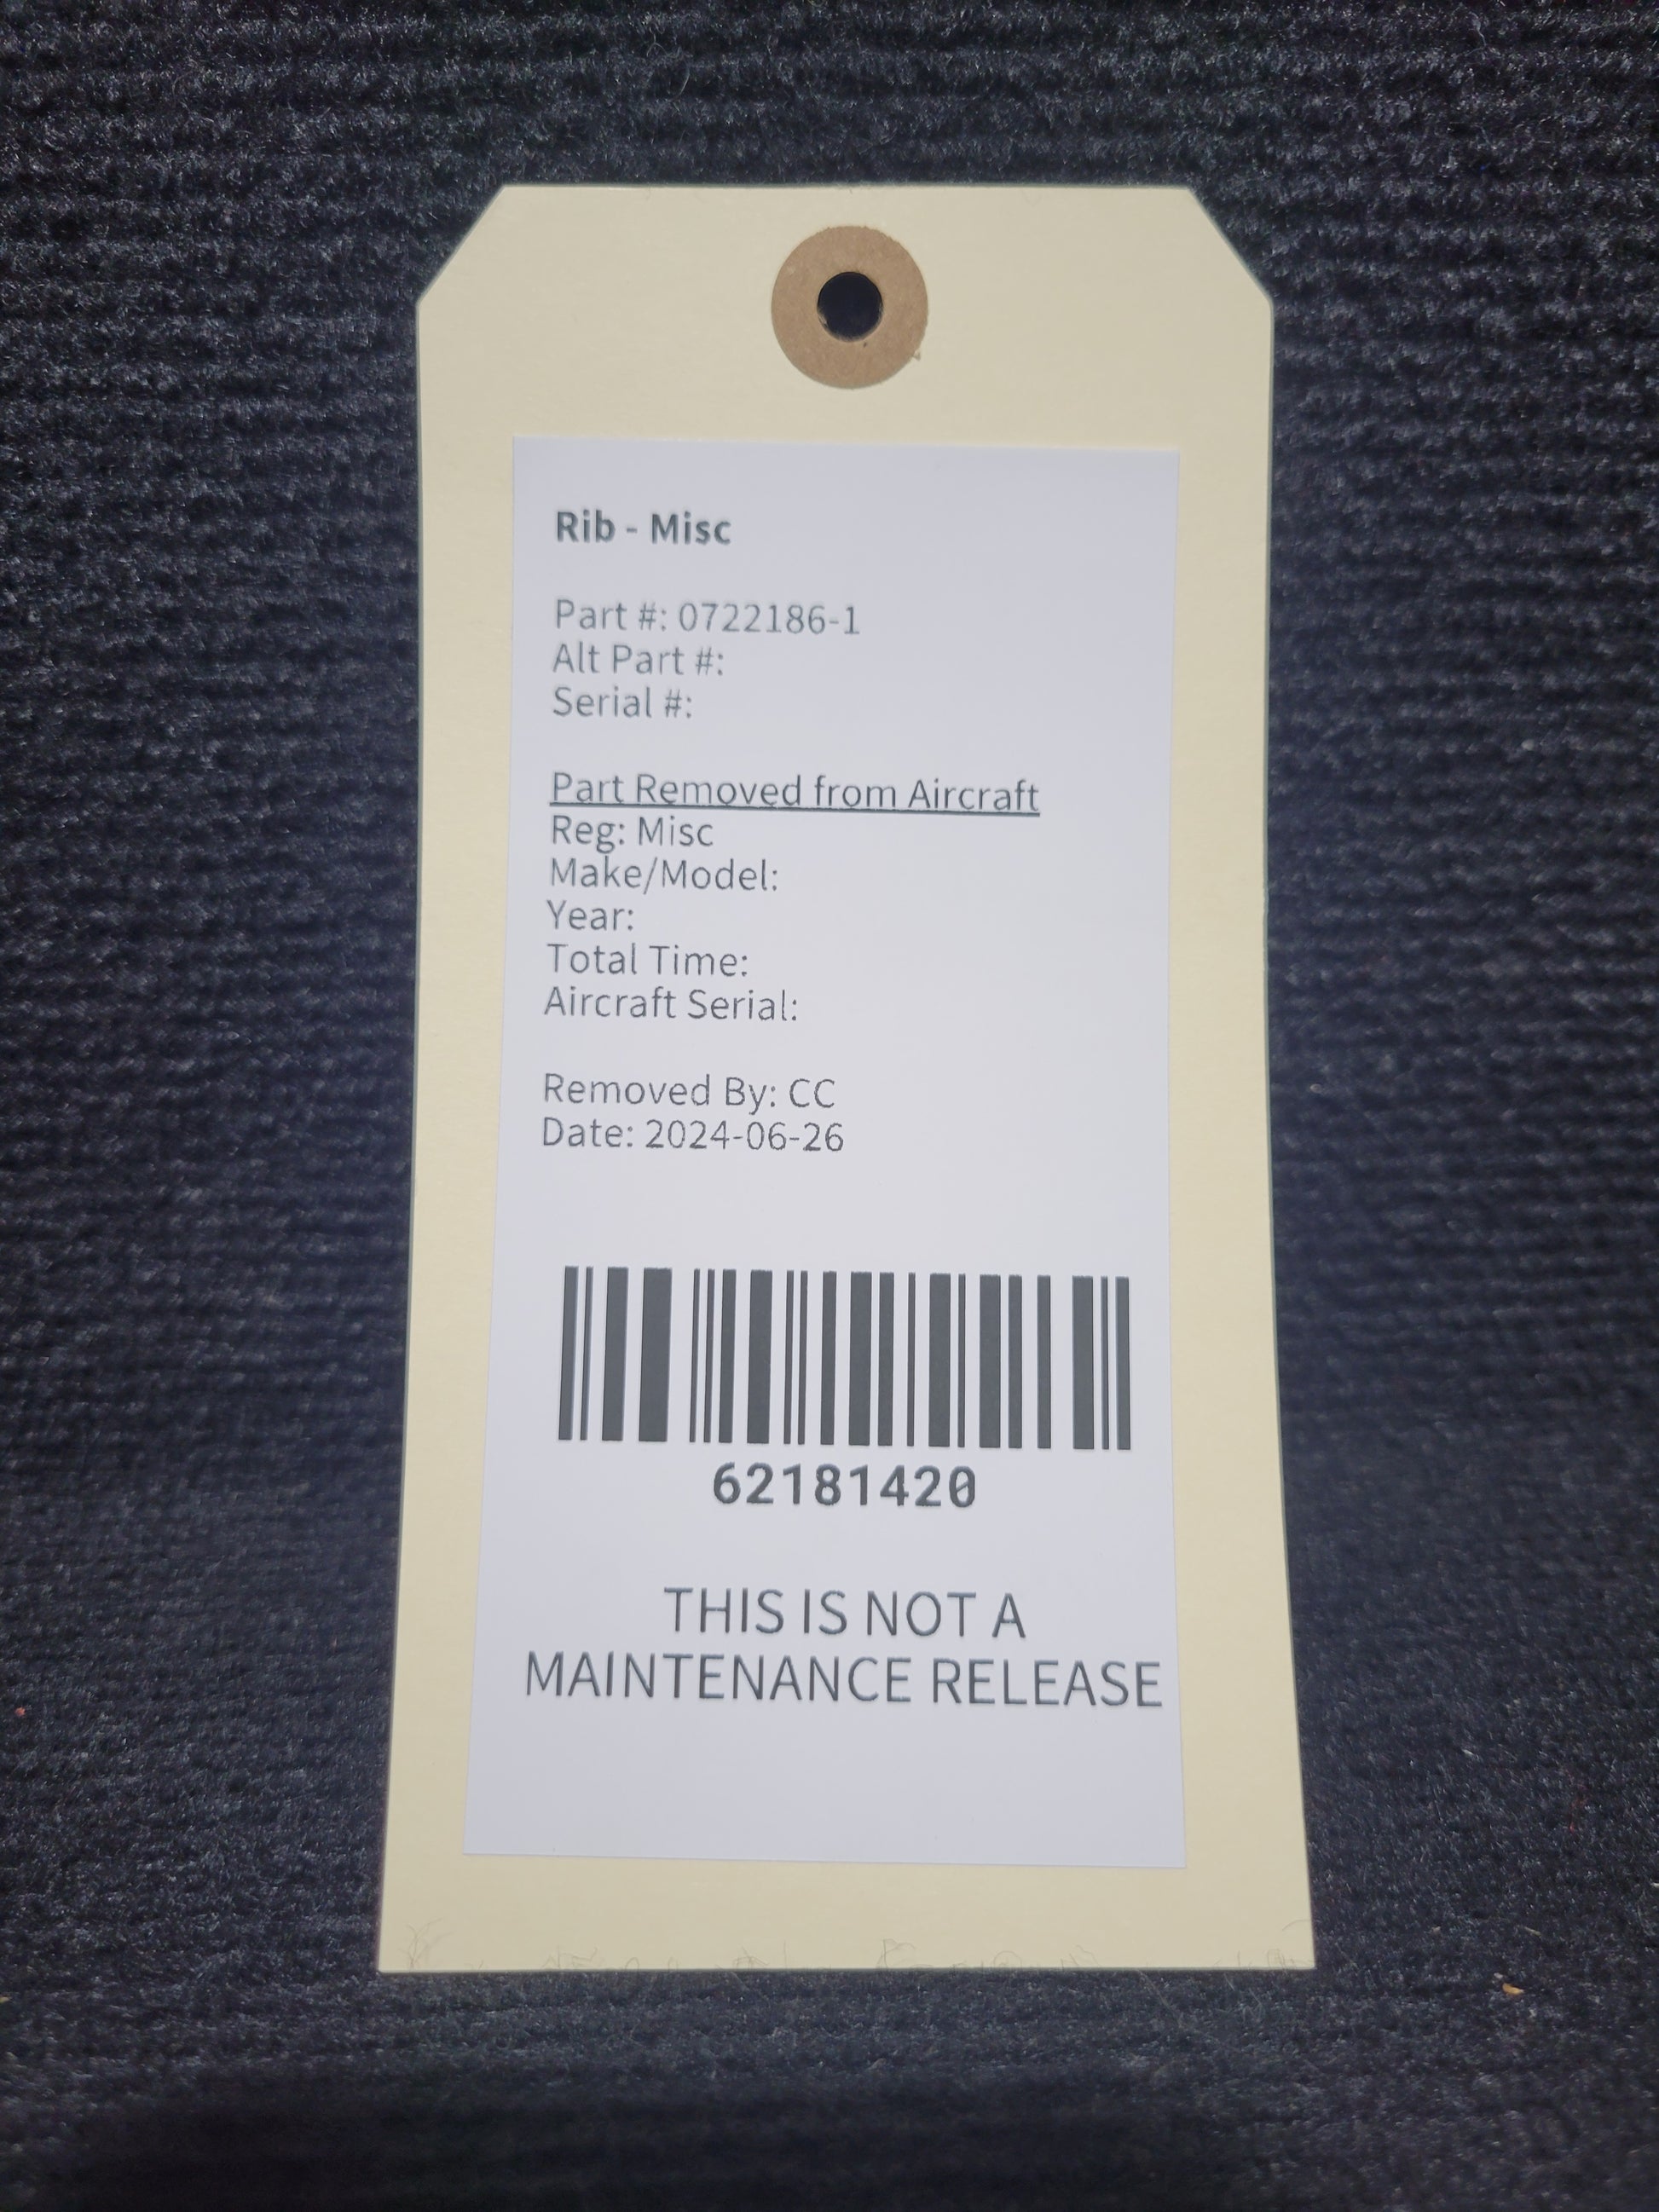 Rib - Misc
Part #: 0722186-1
Alt Part #:
Serial #:
Part Removed from Aircraft
Reg: Misc
Make/Model:
Year:
Total Time:
Aircraft Serial:
Removed By: CC
Date: 2024-06-26
62181420
THIS IS NOT A
MAINTENANCE RELEASE